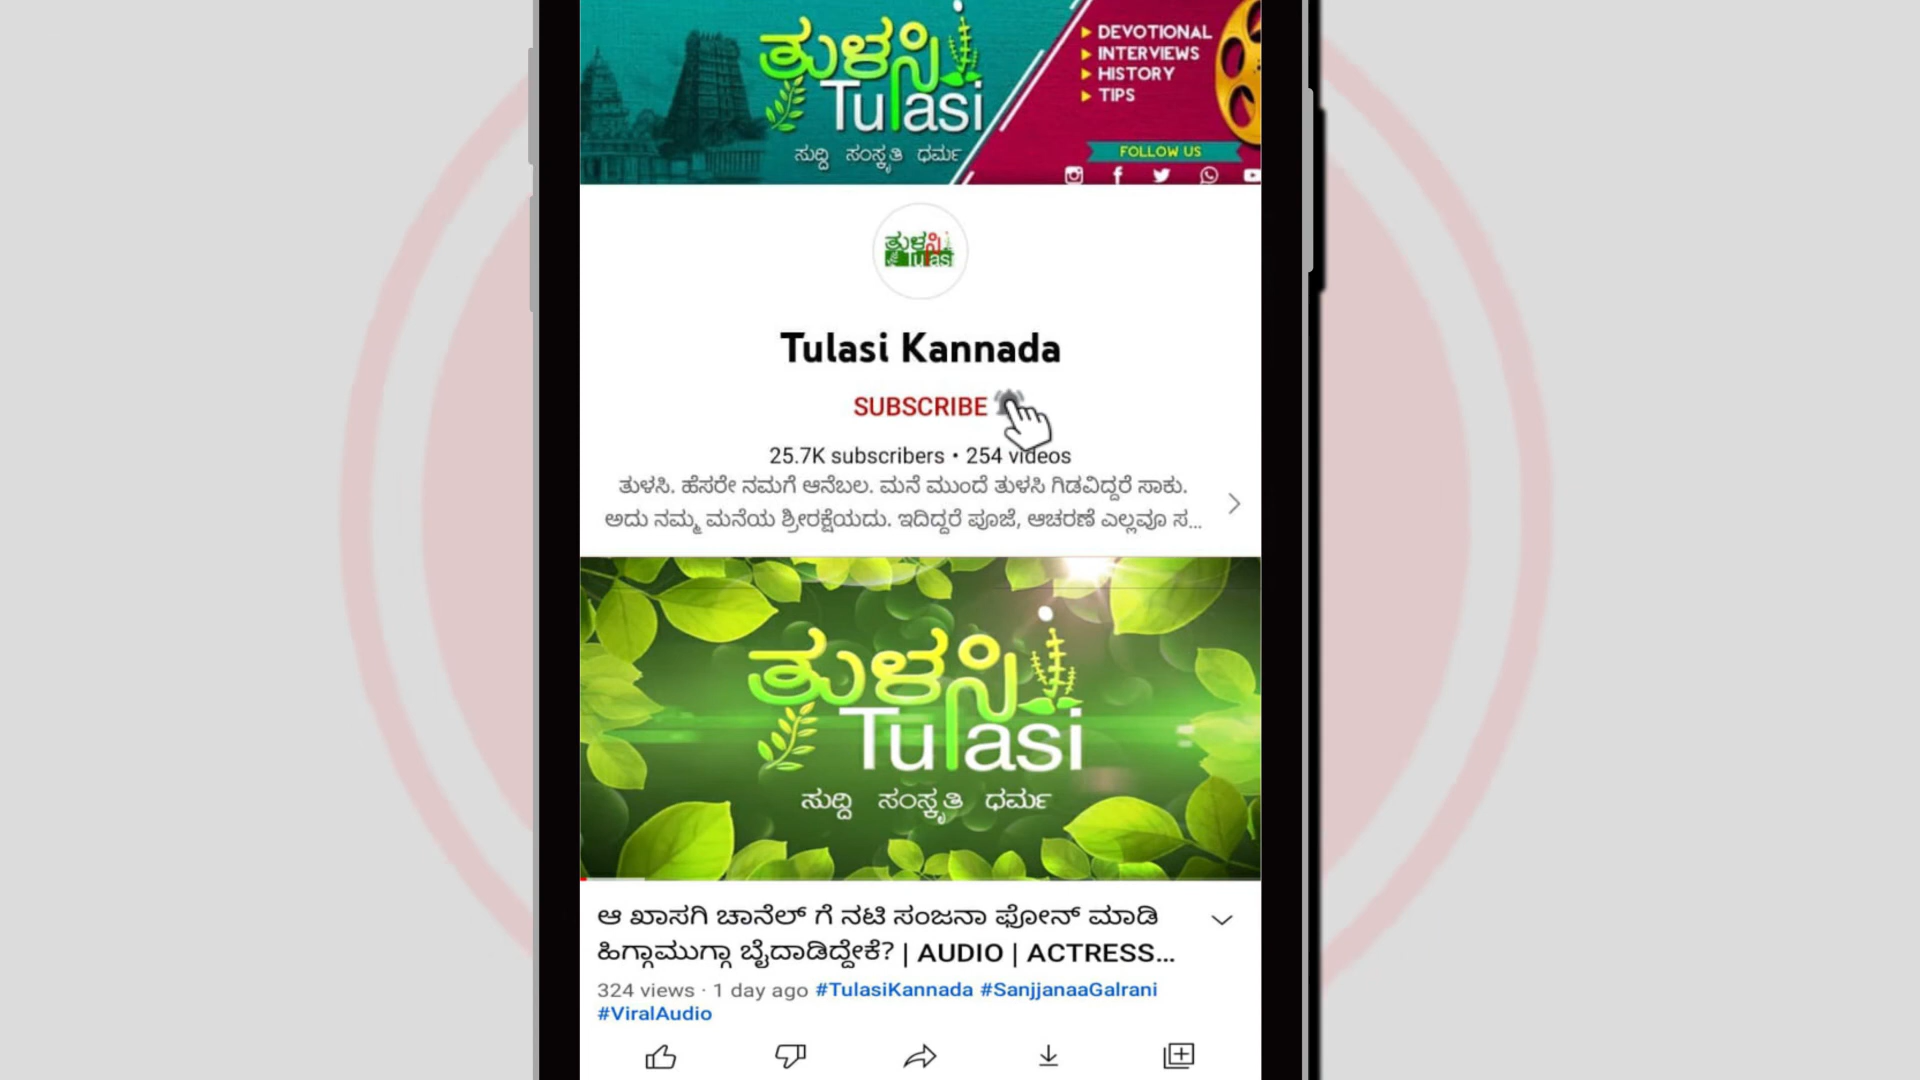 ತುಳಸಿ
Tulasi
ಸುದ್ದಿ ಸಂಸ್ಕೃತಿ ಧರ್ಮ
DEVOTIONAL
INTERVIEWS
HISTORY
TIPS
FOLLOW US
ತುಳಸಿ
Tulasi
Tulasi Kannada
SUBSCRIBE
25.7K subscribers • 254 videos
ತುಳಸಿ. ಹೆಸರೇ ನಮಗೆ ಆನೆಬಲ. ಮನೆ ಮುಂದೆ ತುಳಸಿ ಗಿಡವಿದ್ದರೆ ಸಾಕು.
ಅದು ನಮ್ಮ ಮನೆಯ ಶ್ರೀರಕ್ಷೆಯದು. ಇದಿದ್ದರೆ ಪೂಜೆ, ಆಚರಣೆ ಎಲ್ಲವೂ ಸ...
ತುಳಸಿ
Tulasi
ಸುದ್ದಿ ಸಂಸ್ಕೃತಿ ಧರ್ಮ
ಆ ಖಾಸಗಿ ಚಾನೆಲ್ ಗೆ ನಟಿ ಸಂಜನಾ ಫೋನ್ ಮಾಡಿ
ಹಿಗ್ಗಾಮುಗ್ಗಾ ಬೈದಾಡಿದ್ದೇಕೆ? | AUDIO | ACTRESS...
324 views · 1 day ago #TulasiKannada #SanjjanaaGalrani
#ViralAudio